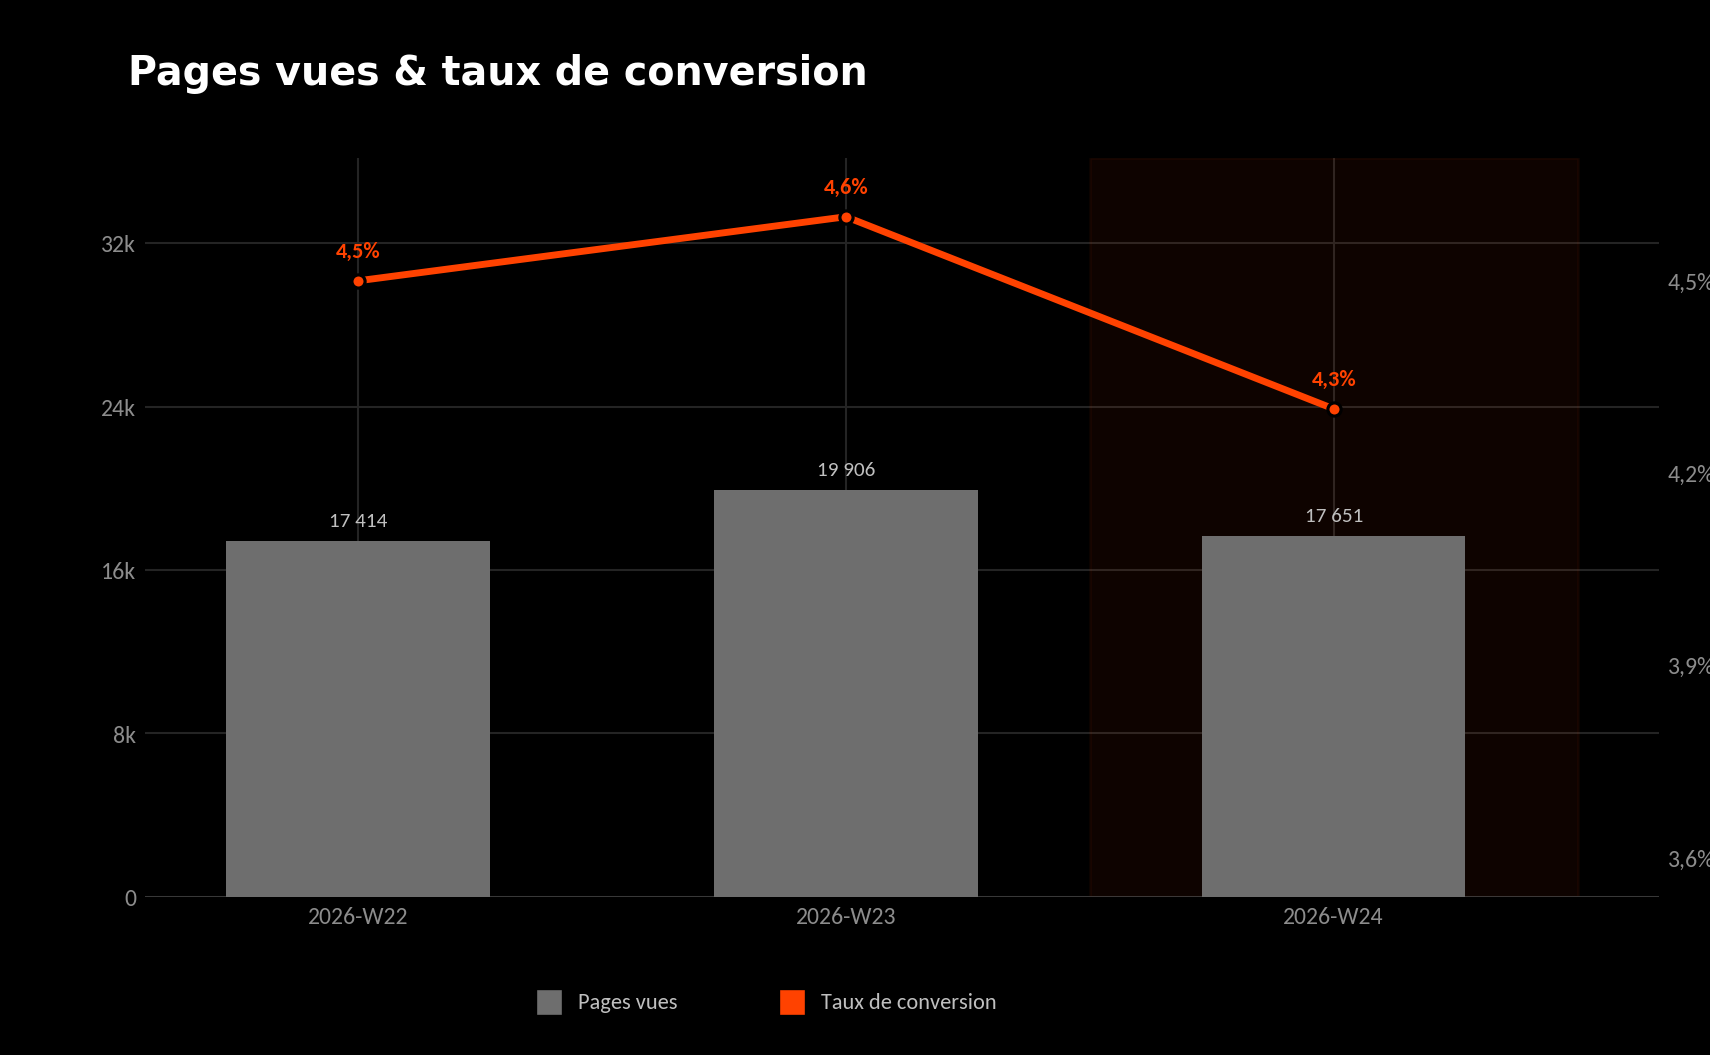 Pages vues & taux de conversion
4,6%
32k
4,5%
4,5%
4,3%
24k
19 906
4,2%
17 414
17 651
16k
3,9%
8k
3,6%
0
2026-W22
2026-W23
2026-W24
Pages vues
Taux de conversion